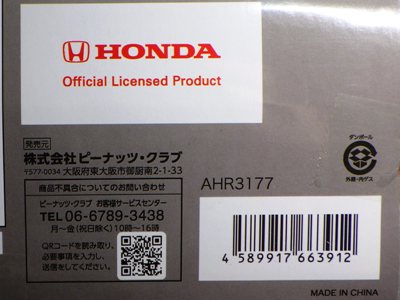 HONDA
Official Licensed Product
発売元
株式会社ピーナッツ・クラブ
〒577-0034 大阪府東大阪市御厨南2-1-33
商品不具合についてのお問い合わせ
ピーナッツ・クラブ お客様サービスセンター
TEL 06-6789-3438
月～金(祝日除く)10時～16時
QRコードを読み取り、
必要事項を入力し、
送信をしてください。
AHR3177
ダンボール
外箱・内ゲス
4 589917 663912
MADE IN CHINA